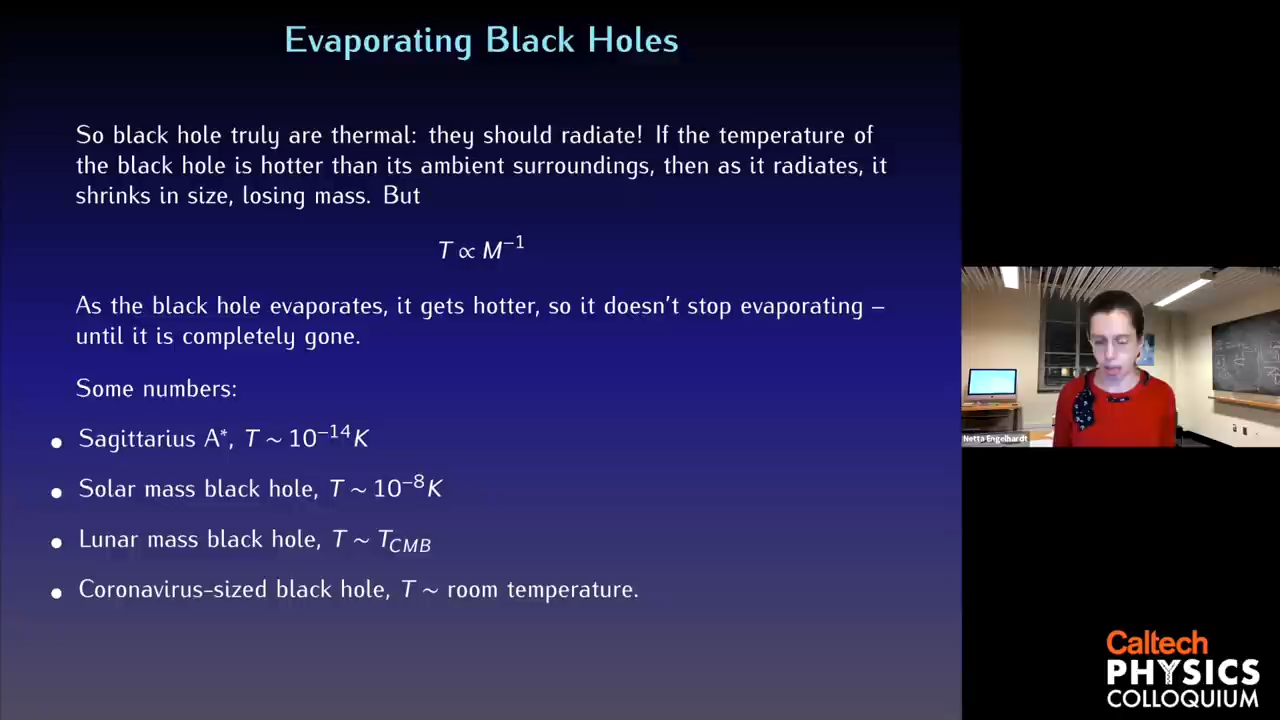 Evaporating Black Holes
So black hole truly are thermal: they should radiate! If the temperature of
the black hole is hotter than its ambient surroundings, then as it radiates, it
shrinks in size, losing mass. But
T ∝ M⁻¹
As the black hole evaporates, it gets hotter, so it doesn't stop evaporating –
until it is completely gone.
Some numbers:
• Sagittarius A*, T ~ 10⁻¹⁴K
• Solar mass black hole, T ~ 10⁻⁸K
• Lunar mass black hole, T ~ T_CMB
• Coronavirus-sized black hole, T ~ room temperature.
Netta Engelhardt
Caltech
PHYSICS
COLLOQUIUM